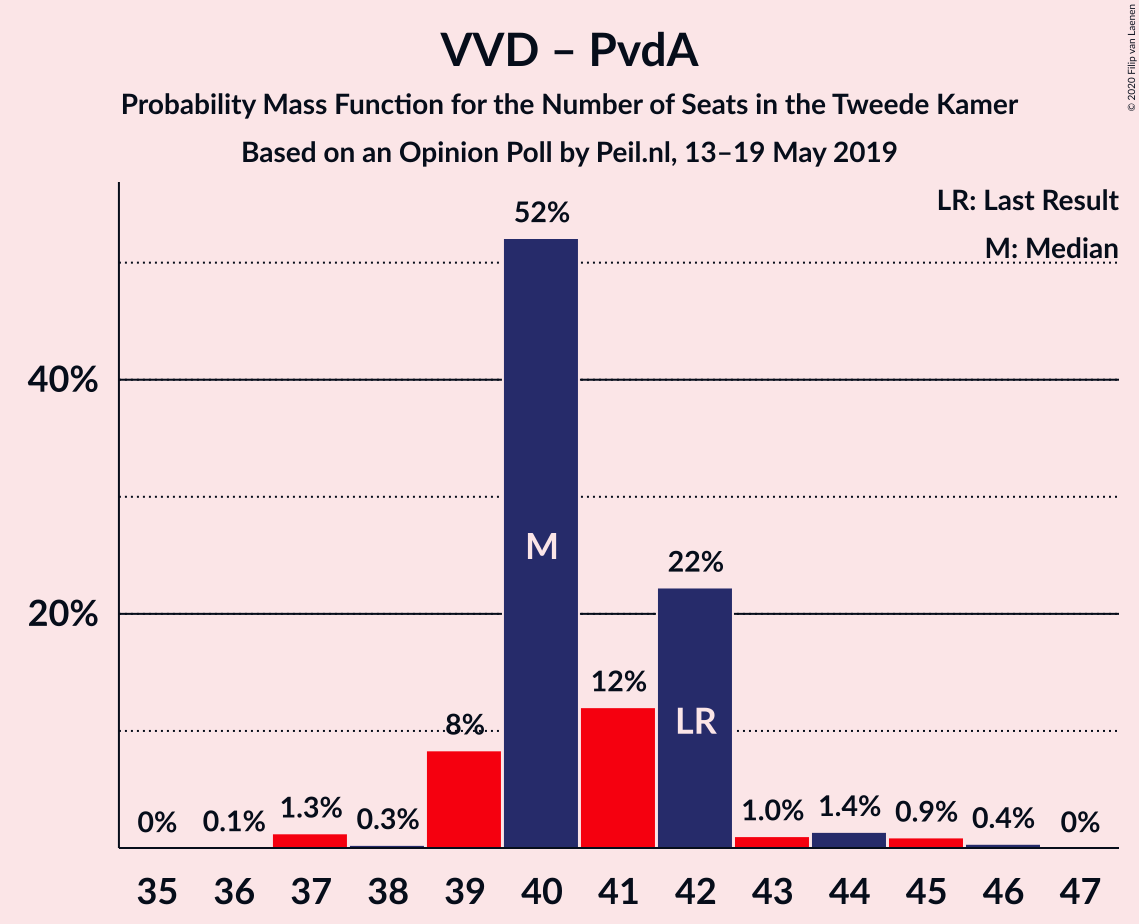 VVD – PvdA
Probability Mass Function for the Number of Seats in the Tweede Kamer
Based on an Opinion Poll by Peil.nl, 13–19 May 2019
© 2020 Filip van Laenen
LR: Last Result
M: Median
52%
40%
M
22%
20%
12%
LR
8%
0%
0.1%
1.3%
0.3%
1.0%
1.4%
0.9%
0.4%
0%
35 36 37 38 39 40 41 42 43 44 45 46 47